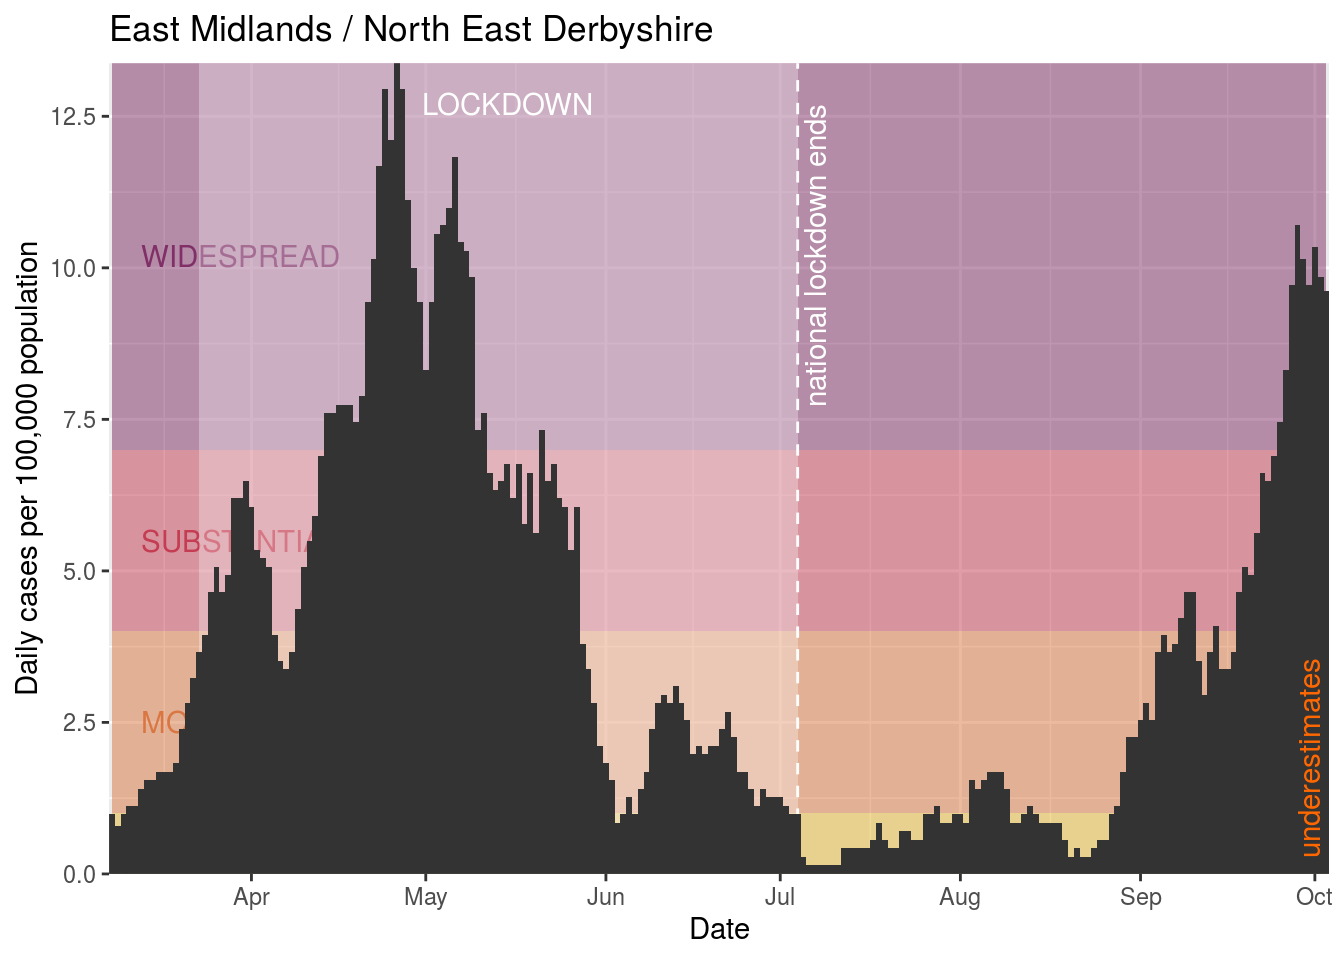 East Midlands / North East Derbyshire
Daily cases per 100,000 population
12.5
10.0
7.5
5.0
2.5
0.0
LOCKDOWN
national lockdown ends
WIDESPREAD
underestimates
Apr
May
Jun
Jul
Aug
Sep
Oct
Date